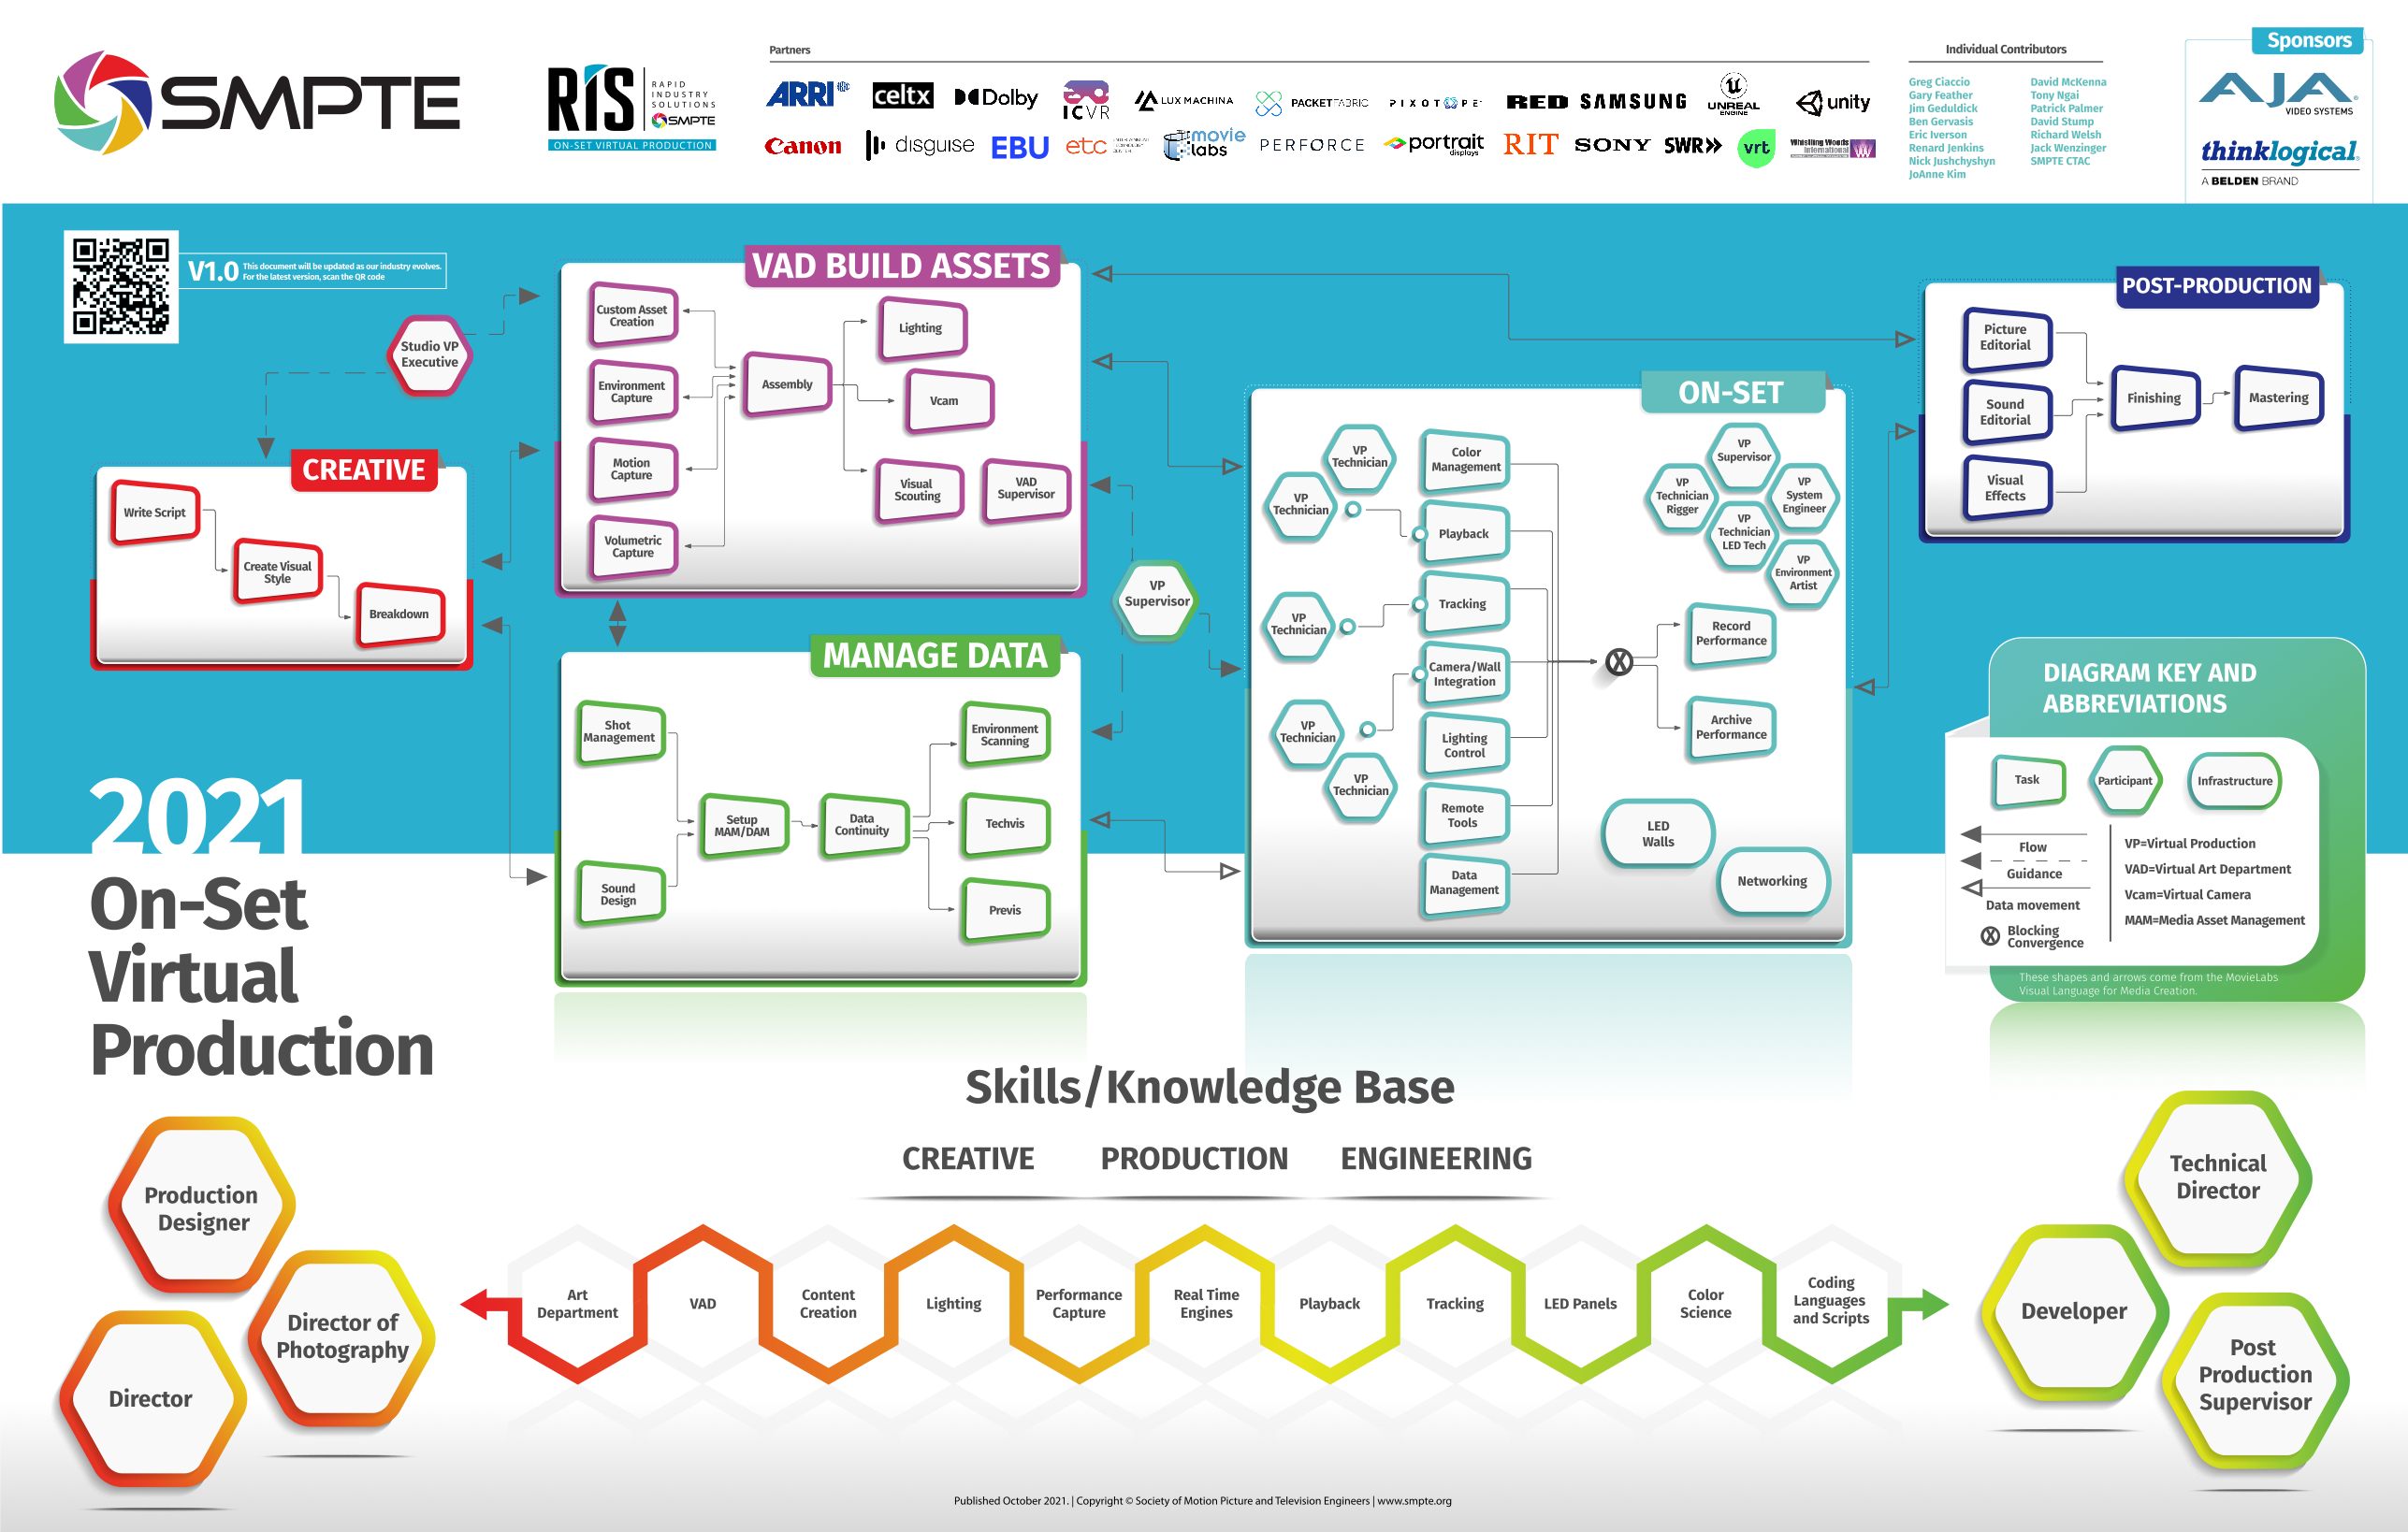 SMPTE
RIS
RAPID
INDUSTRY
SOLUTIONS
SMPTE
ON-SET VIRTUAL PRODUCTION
Partners
ARRI
celtx
Dolby
ICVR
LUX MACHINA
PACKETFABRIC
PIXOTOPE
RED
SAMSUNG
UNREAL
ENGINE
unity
Canon
disguise
EBU
etc
movie
labs
PERFORCE
portrait
displays
RIT
SONY
SWR
vrt
Whistling Woods
International
Individual Contributors
Greg Ciaccio
Gary Feather
Jim Geduldick
Ben Gervasis
Eric Iverson
Renard Jenkins
Nick Jushchyshyn
JoAnne Kim
David McKenna
Tony Ngai
Patrick Palmer
David Stump
Richard Welsh
Jack Wenzinger
SMPTE CTAC
Sponsors
AJA
VIDEO SYSTEMS
thinklogical
A BELDEN BRAND
V1.0
This document will be updated as our industry evolves.
For the latest version, scan the QR code
Studio VP
Executive
CREATIVE
Write Script
Create Visual
Style
Breakdown
VAD BUILD ASSETS
Custom Asset
Creation
Environment
Capture
Motion
Capture
Volumetric
Capture
Assembly
Lighting
Vcam
Visual
Scouting
VAD
Supervisor
VP
Supervisor
MANAGE DATA
Shot
Management
Sound
Design
Setup
MAM/DAM
Data
Continuity
Environment
Scanning
Techvis
Previs
ON-SET
VP
Technician
VP
Technician
VP
Technician
VP
Technician
VP
Technician
Color
Management
Playback
Tracking
Camera/Wall
Integration
Lighting
Control
Remote
Tools
Data
Management
VP
Supervisor
VP
Technician
Rigger
VP
System
Engineer
VP
Technician
LED Tech
VP
Environment
Artist
X
Record
Performance
Archive
Performance
LED
Walls
Networking
POST-PRODUCTION
Picture
Editorial
Sound
Editorial
Visual
Effects
Finishing
Mastering
DIAGRAM KEY AND
ABBREVIATIONS
Task
Participant
Infrastructure
Flow
Guidance
Data movement
X Blocking
Convergence
VP=Virtual Production
VAD=Virtual Art Department
Vcam=Virtual Camera
MAM=Media Asset Management
These shapes and arrows come from the MovieLabs
Visual Language for Media Creation.
2021
On-Set
Virtual
Production
Skills/Knowledge Base
CREATIVE
PRODUCTION
ENGINEERING
Production
Designer
Director of
Photography
Director
Art
Department
VAD
Content
Creation
Lighting
Performance
Capture
Real Time
Engines
Playback
Tracking
LED Panels
Color
Science
Coding
Languages
and Scripts
Technical
Director
Developer
Post
Production
Supervisor
Published October 2021. | Copyright © Society of Motion Picture and Television Engineers | www.smpte.org